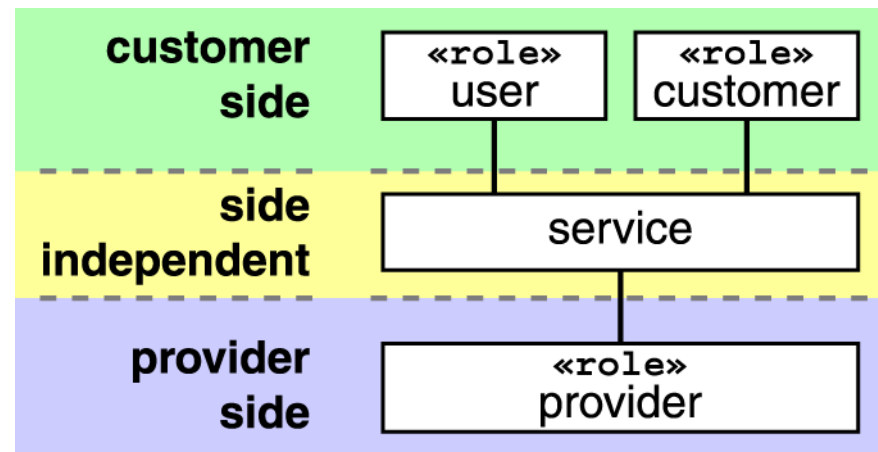 customer
side
«role»
user
«role»
customer
side
independent
service
provider
side
«role»
provider